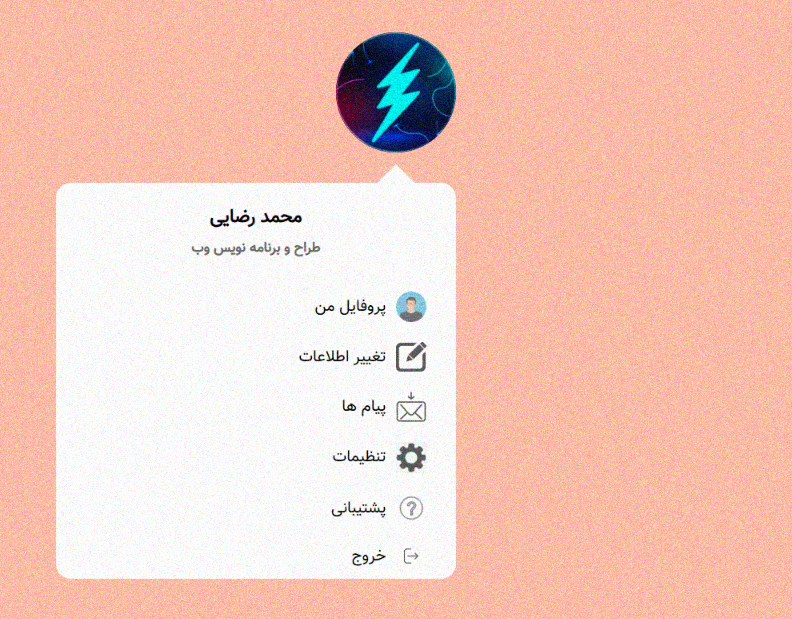 محمد رضایی
طراح و برنامه نویس وب
پروفایل من
تغییر اطلاعات
پیام ها
تنظیمات
پشتیبانی
خروج